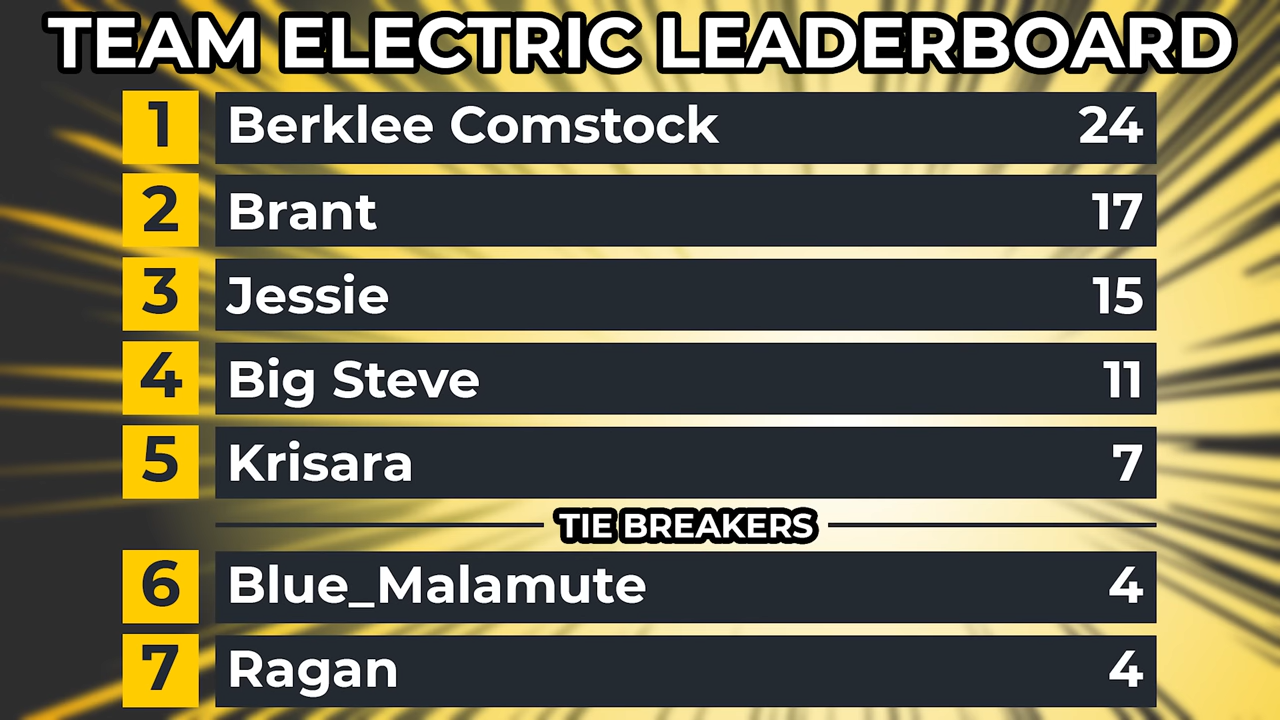 TEAM ELECTRIC LEADERBOARD
1 Berklee Comstock 24
2 Brant 17
3 Jessie 15
4 Big Steve 11
5 Krisara 7
TIE BREAKERS
6 Blue_Malamute 4
7 Ragan 4